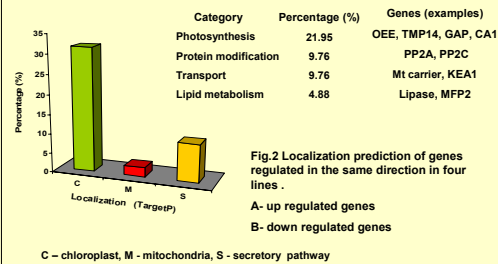 Category Percentage (%) Genes (examples)
Photosynthesis 21.95 OEE, TMP14, GAP, CA1
Protein modification 9.76 PP2A, PP2C
Transport 9.76 Mt carrier, KEA1
Lipid metabolism 4.88 Lipase, MFP2
Percentage (%)
35
30
25
20
15
10
5
0
C
M
S
Localization (TargetP)
Fig.2 Localization prediction of genes
regulated in the same direction in four
lines .
A- up regulated genes
B- down regulated genes
C – chloroplast, M - mitochondria, S - secretory pathway